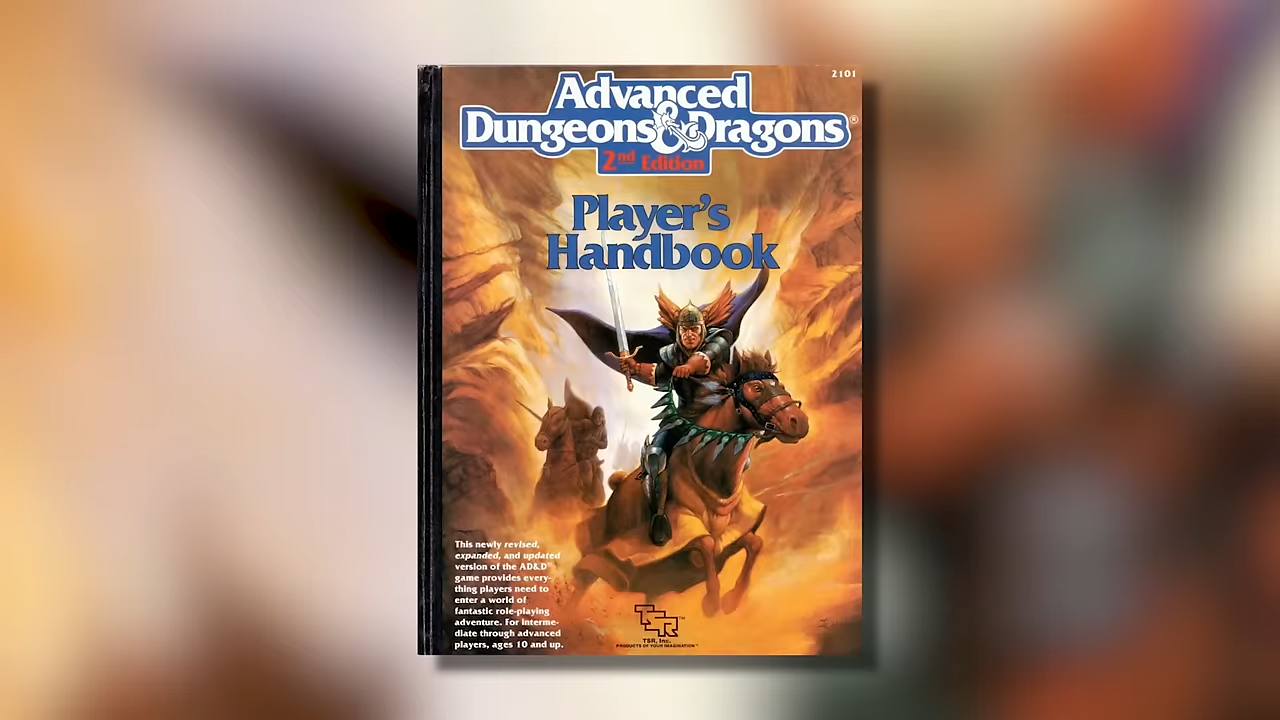 2101
Advanced
Dungeons & Dragons®
2nd Edition
Player's
Handbook
This newly revised,
expanded, and updated
version of the AD&D™
game provides every-
thing players need to
enter a world of
fantastic role-playing
adventure. For interme-
diate through advanced
players, ages 10 and up.
TSR™
TSR, Inc.
PRODUCTS OF YOUR IMAGINATION™